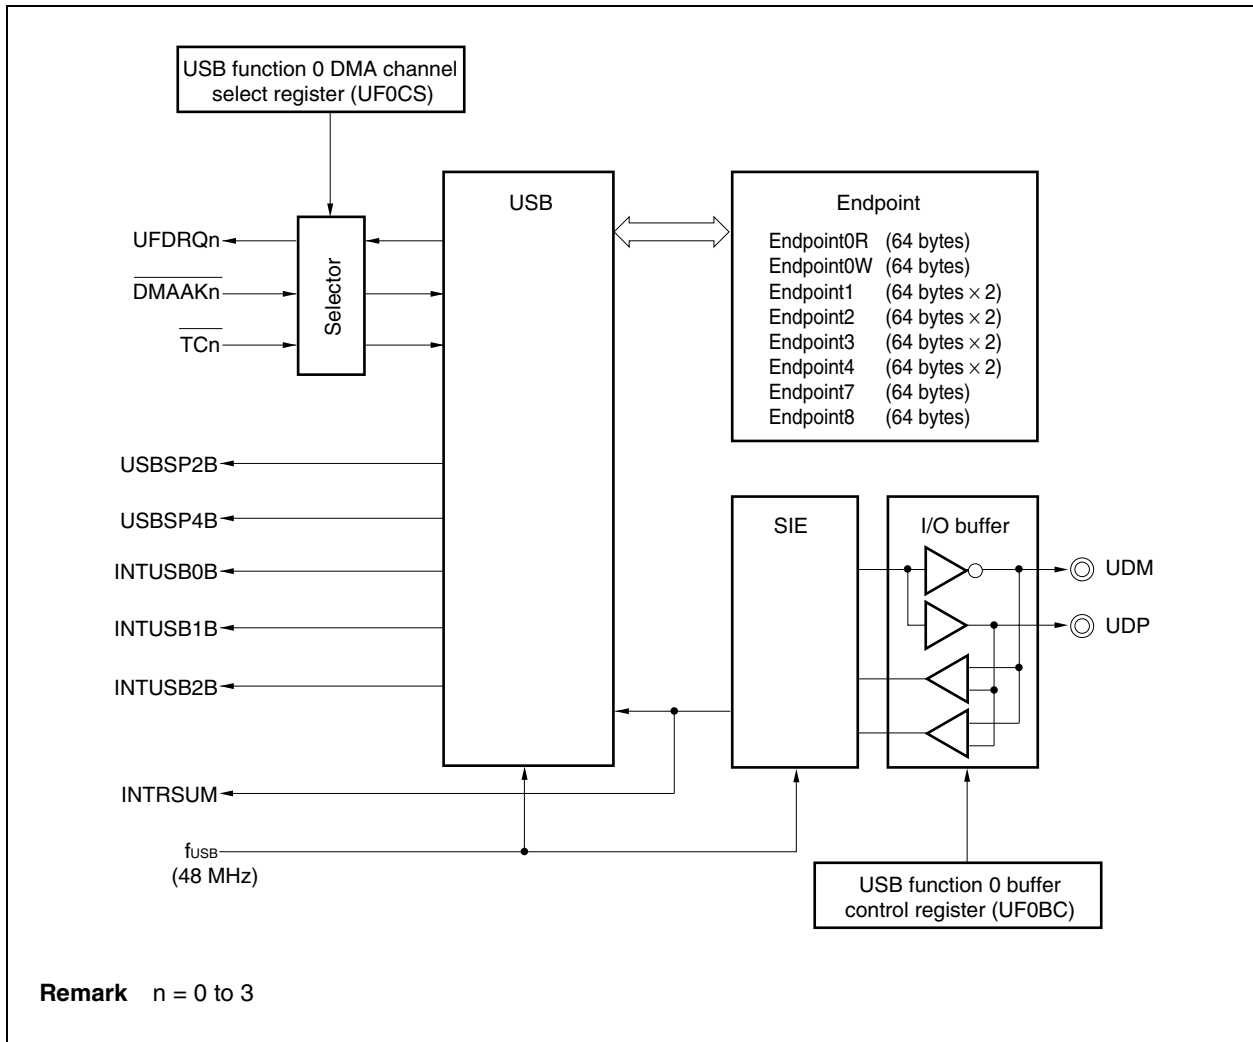 USB function 0 DMA channel
select register (UF0CS)
USB
Endpoint
UFDRQn
DMAAKn
TCn
Selector
Endpoint0R (64 bytes)
Endpoint0W (64 bytes)
Endpoint1 (64 bytes × 2)
Endpoint2 (64 bytes × 2)
Endpoint3 (64 bytes × 2)
Endpoint4 (64 bytes × 2)
Endpoint7 (64 bytes)
Endpoint8 (64 bytes)
USBSP2B
USBSP4B
INTUSB0B
INTUSB1B
INTUSB2B
INTRSUM
fUSB
(48 MHz)
SIE
I/O buffer
UDM
UDP
USB function 0 buffer
control register (UF0BC)
Remark n = 0 to 3